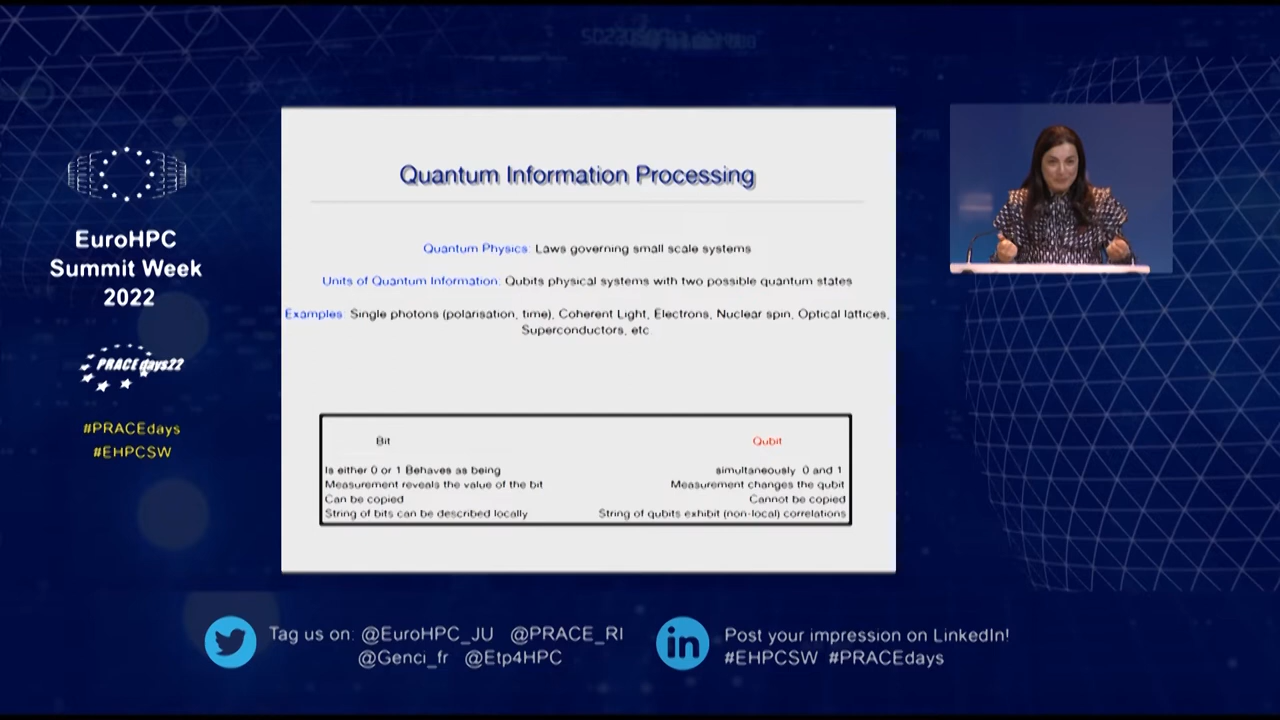 EuroHPC
Summit Week
2022
PRACEdays22
#PRACEdays
#EHPCSW
Quantum Information Processing
Quantum Physics: Laws governing small scale systems
Units of Quantum Information: Qubits physical systems with two possible quantum states
Examples: Single photons (polarisation, time), Coherent Light, Electrons, Nuclear spin, Optical lattices,
Superconductors, etc
Bit Qubit
Is either 0 or 1 Behaves as being simultaneously 0 and 1
Measurement reveals the value of the bit Measurement changes the qubit
Can be copied Cannot be copied
String of bits can be described locally String of qubits exhibit (non-local) correlations
Tag us on: @EuroHPC_JU @PRACE_RI
@Genci_fr @Etp4HPC
in
Post your impression on LinkedIn!
#EHPCSW #PRACEdays